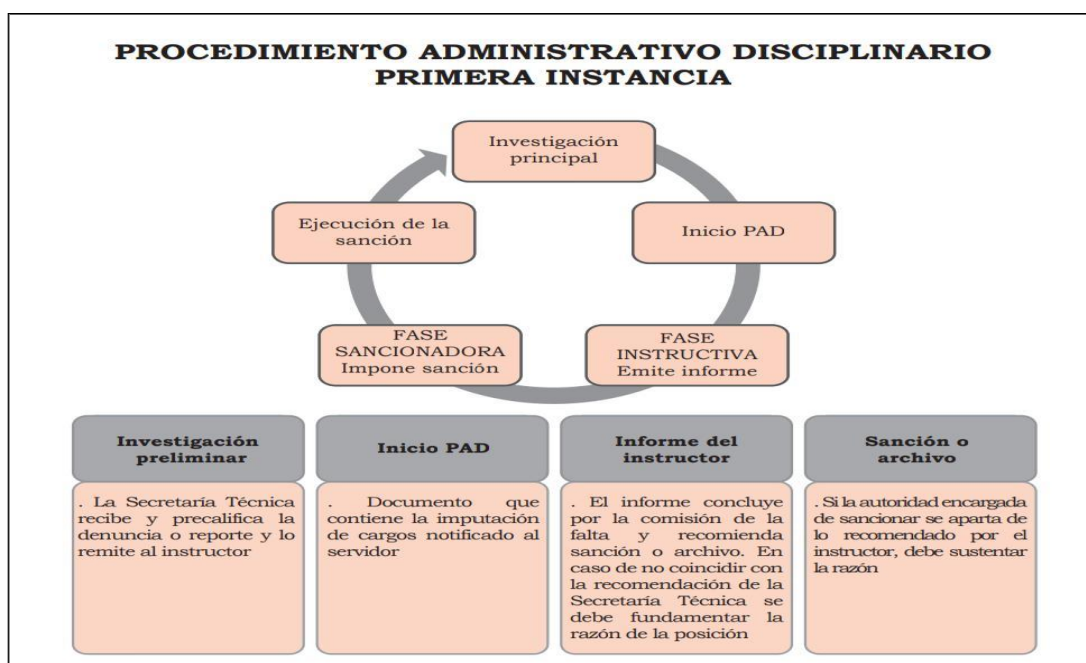 PROCEDIMIENTO ADMINISTRATIVO DISCIPLINARIO
PRIMERA INSTANCIA
Investigación
principal
Ejecución de la
sanción
Inicio PAD
FASE
SANCIONADORA
Impone sanción
FASE
INSTRUCTIVA
Emite informe
Investigación
preliminar
. La Secretaría Técnica
recibe y precalifica la
denuncia o reporte y lo
remite al instructor
Inicio PAD
. Documento que
contiene la imputación
de cargos notificado al
servidor
Informe del
instructor
. El informe concluye
por la comisión de la
falta y recomienda
sanción o archivo. En
caso de no coincidir con
la recomendación de la
Secretaría Técnica se
debe fundamentar la
razón de la posición
Sanción o
archivo
. Si la autoridad encargada
de sancionar se aparta de
lo recomendado por el
instructor, debe sustentar
la razón